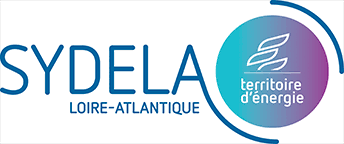 SYDELA
LOIRE-ATLANTIQUE
territoire
d'énergie